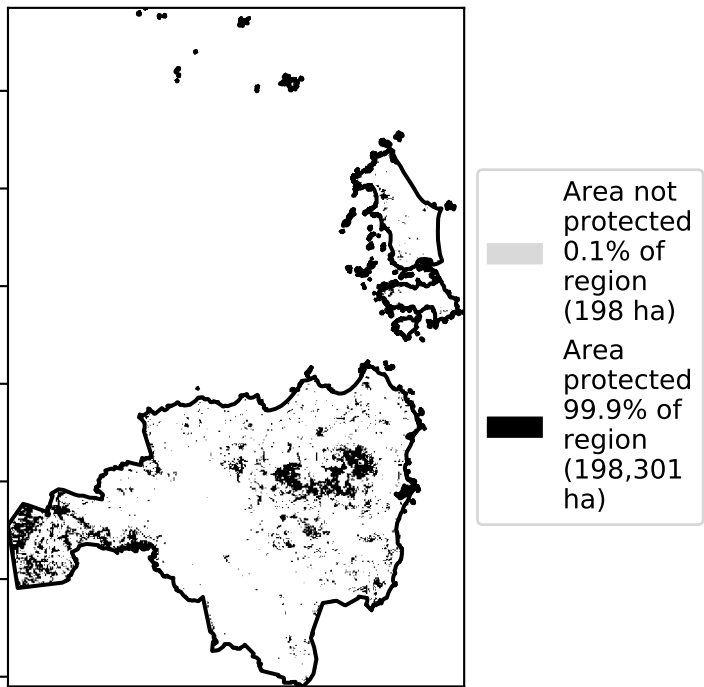 Area not
protected
0.1% of
region
(198 ha)
Area
protected
99.9% of
region
(198,301
ha)